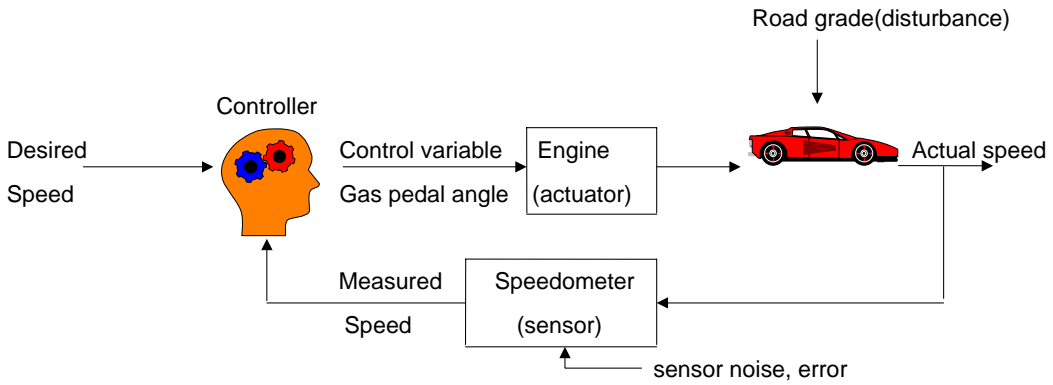 Road grade(disturbance)
Controller
Desired
Speed
Control variable
Gas pedal angle
Engine
(actuator)
Actual speed
Measured
Speed
Speedometer
(sensor)
sensor noise, error